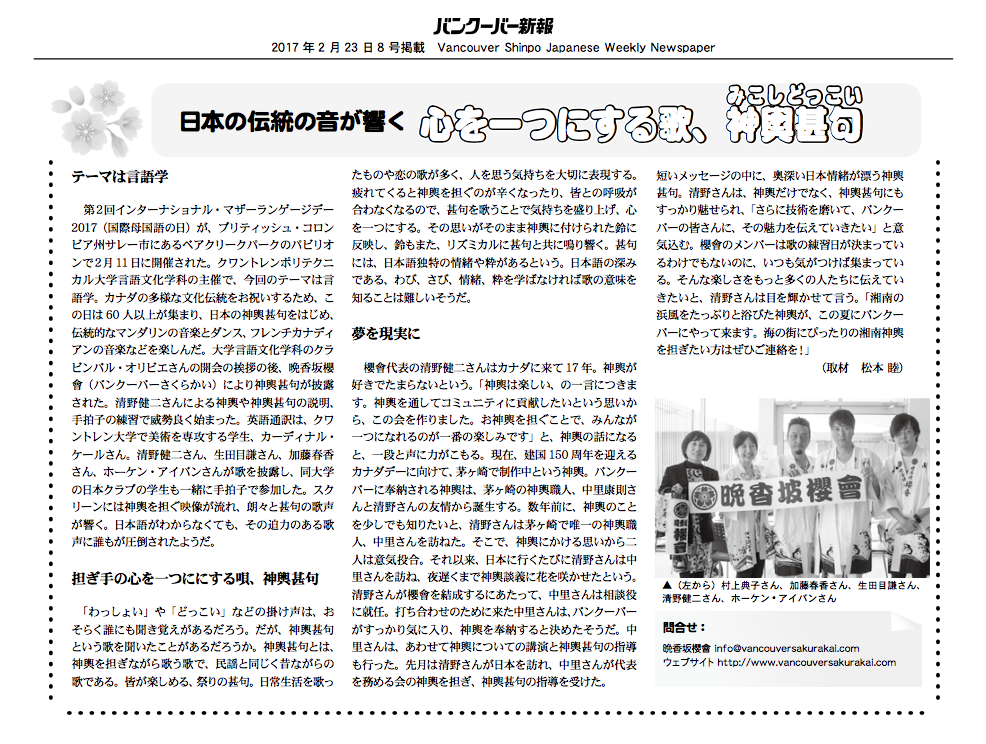 バンクーバー新報
2017年2月23日8号掲載　Vancouver Shinpo Japanese Weekly Newspaper
みこしどっこい
日本の伝統の音が響く 心を一つにする歌、神輿甚句
テーマは言語学
第2回インターナショナル・マザーランゲージデー
2017（国際母国語の日）が、ブリティッシュ・コロン
ビア州サレー市にあるベアクリークパークのパビリオ
ンで2月11日に開催された。クワントレンポリテクニ
カル大学言語文化学科の主催で、今回のテーマは言
語学。カナダの多様な文化伝統をお祝いするため、こ
の日は60人以上が集まり、日本の神輿甚句をはじめ、
伝統的なマンダリンの音楽とダンス、フレンチカナディ
アンの音楽などを楽しんだ。大学言語文化学科のクラ
ビンバル・オリビエさんの開会の挨拶の後、晩香坂櫻
會（バンクーバーさくらかい）により神輿甚句が披露
された。清野健二さんによる神輿や神輿甚句の説明、
手拍子の練習で威勢良く始まった。英語通訳は、クワ
ントレン大学で美術を専攻する学生、カーディナル・
ケールさん。清野健二さん、生田目謙さん、加藤春香
さん、ホーケン・アイバンさんが歌を披露し、同大学
の日本クラブの学生も一緒に手拍子で参加した。スク
リーンには神輿を担ぐ映像が流れ、朗々と甚句の歌声
が響く。日本語がわからなくても、その迫力のある歌
声に誰もが圧倒されたようだ。
担ぎ手の心を一つにする唄、神輿甚句
「わっしょい」や「どっこい」などの掛け声は、お
そらく誰にも聞き覚えがあるだろう。だが、神輿甚句
という歌を聞いたことがあるだろうか。神輿甚句とは、
神輿を担ぎながら歌う歌で、民謡と同じく昔ながらの
歌である。皆が楽しめる、祭りの甚句。日常生活を歌っ
たものや恋の歌が多く、人を思う気持ちを大切に表現する。
疲れてくると神輿を担ぐのが辛くなったり、皆との呼吸が
合わなくなるので、甚句を歌うことで気持ちを盛り上げ、心
を一つにする。その思いがそのまま神輿に付けられた鈴に
反映し、鈴もまた、リズミカルに甚句と共に鳴り響く。甚句
には、日本語独特の情緒や粋があるという。日本語の深み
である、わび、さび、情緒、粋を学ばなければ歌の意味を
知ることは難しいそうだ。
夢を現実に
櫻會代表の清野健二さんはカナダに来て17年。神輿が
好きでたまらないという。「神輿は楽しい、の一言につきま
す。神輿を通してコミュニティに貢献したいという思いか
ら、この会を作りました。お神輿を担ぐことで、みんなが
一つになれるのが一番の楽しみです」と、神輿の話になる
と、一段と声に力がこもる。現在、建国150周年を迎える
カナダデーに向けて、茅ヶ崎で制作中という神輿。バンクー
バーに奉納される神輿は、茅ヶ崎の神輿職人、中里康則さ
んと清野さんの友情から誕生する。数年前に、神輿のこと
を少しでも知りたいと、清野さんは茅ヶ崎で唯一の神輿職
人、中里さんを訪ねた。そこで、神輿にかける思いから二
人は意気投合。それ以来、日本に行くたびに清野さんは中
里さんを訪ね、夜遅くまで神輿談義に花を咲かせたという。
清野さんが櫻會を結成するにあたって、中里さんは相談役
に就任。打ち合わせのために来た中里さんは、バンクーバー
がすっかり気に入り、神輿を奉納すると決めたそうだ。中
里さんは、あわせて神輿についての講演と神輿甚句の指導
も行った。先月は清野さんが日本を訪れ、中里さんが代表
を務める会の神輿を担ぎ、神輿甚句の指導を受けた。
短いメッセージの中に、奥深い日本情緒が漂う神輿
甚句。清野さんは、神輿だけでなく、神輿甚句にも
すっかり魅せられ、「さらに技術を磨いて、バンクー
バーの皆さんに、その魅力を伝えていきたい」と意
気込む。櫻會のメンバーは歌の練習日が決まってい
るわけでもないのに、いつも気がつけば集まってい
る。そんな楽しさをもっと多くの人たちに伝えてい
きたいと、清野さんは目を輝かせて言う。「湘南の
浜風をたっぷりと浴びた神輿が、この夏にバンクー
バーにやって来ます。海の街にぴったりの湘南神輿
を担ぎたい方はぜひご連絡を！」
（取材　松本 睦）
晩香坡櫻會
▲（左から）村上典子さん、加藤春香さん、生田目謙さん、
清野健二さん、ホーケン・アイバンさん
問合せ：
晩香坂櫻會 info@vancouversakurakai.com
ウェブサイト http://www.vancouversakurakai.com